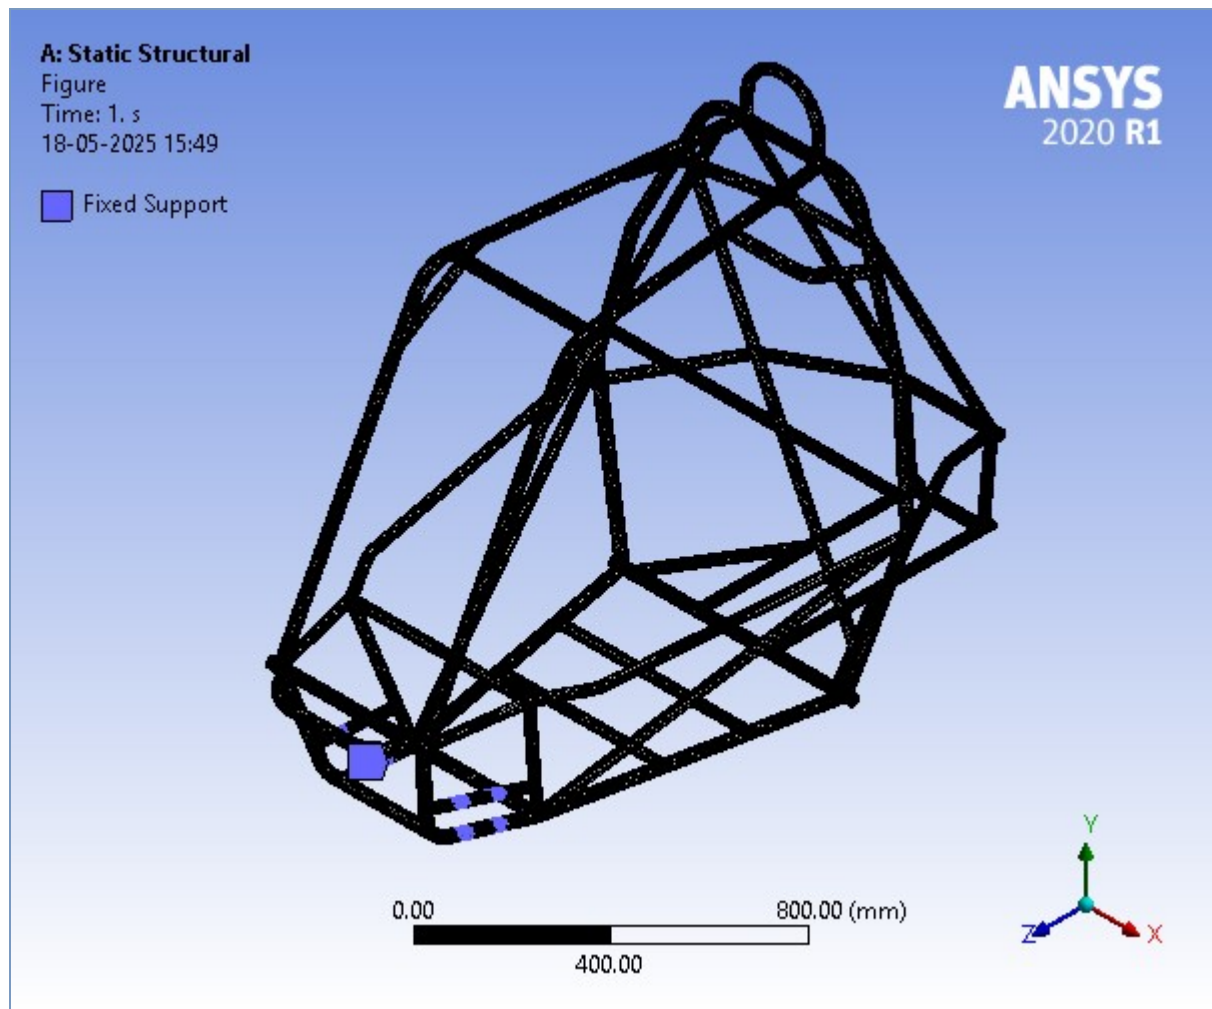 A: Static Structural
Figure
Time: 1. s
18-05-2025 15:49
Fixed Support
ANSYS
2020 R1
0.00
800.00 (mm)
400.00
Y
Z
X